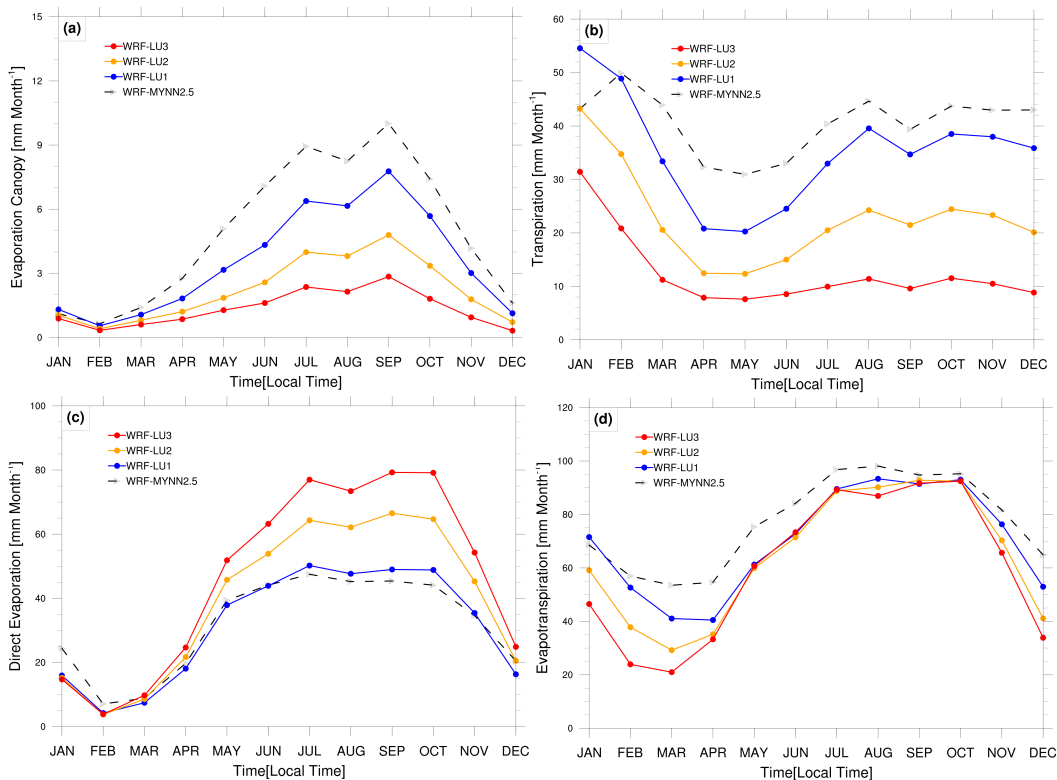 (a)
WRF-LU3
WRF-LU2
WRF-LU1
WRF-MYNN2.5
Evaporation Canopy [mm Month⁻¹]
15
12
9
6
3
0
JAN FEB MAR APR MAY JUN JUL AUG SEP OCT NOV DEC
Time[Local Time]
(b)
WRF-LU3
WRF-LU2
WRF-LU1
WRF-MYNN2.5
Transpiration [mm Month⁻¹]
60
50
40
30
20
10
0
JAN FEB MAR APR MAY JUN JUL AUG SEP OCT NOV DEC
Time[Local Time]
(c)
WRF-LU3
WRF-LU2
WRF-LU1
WRF-MYNN2.5
Direct Evaporation [mm Month⁻¹]
100
80
60
40
20
0
JAN FEB MAR APR MAY JUN JUL AUG SEP OCT NOV DEC
Time[Local Time]
(d)
WRF-LU3
WRF-LU2
WRF-LU1
WRF-MYNN2.5
Evapotranspiration [mm Month⁻¹]
120
100
80
60
40
20
0
JAN FEB MAR APR MAY JUN JUL AUG SEP OCT NOV DEC
Time[Local Time]